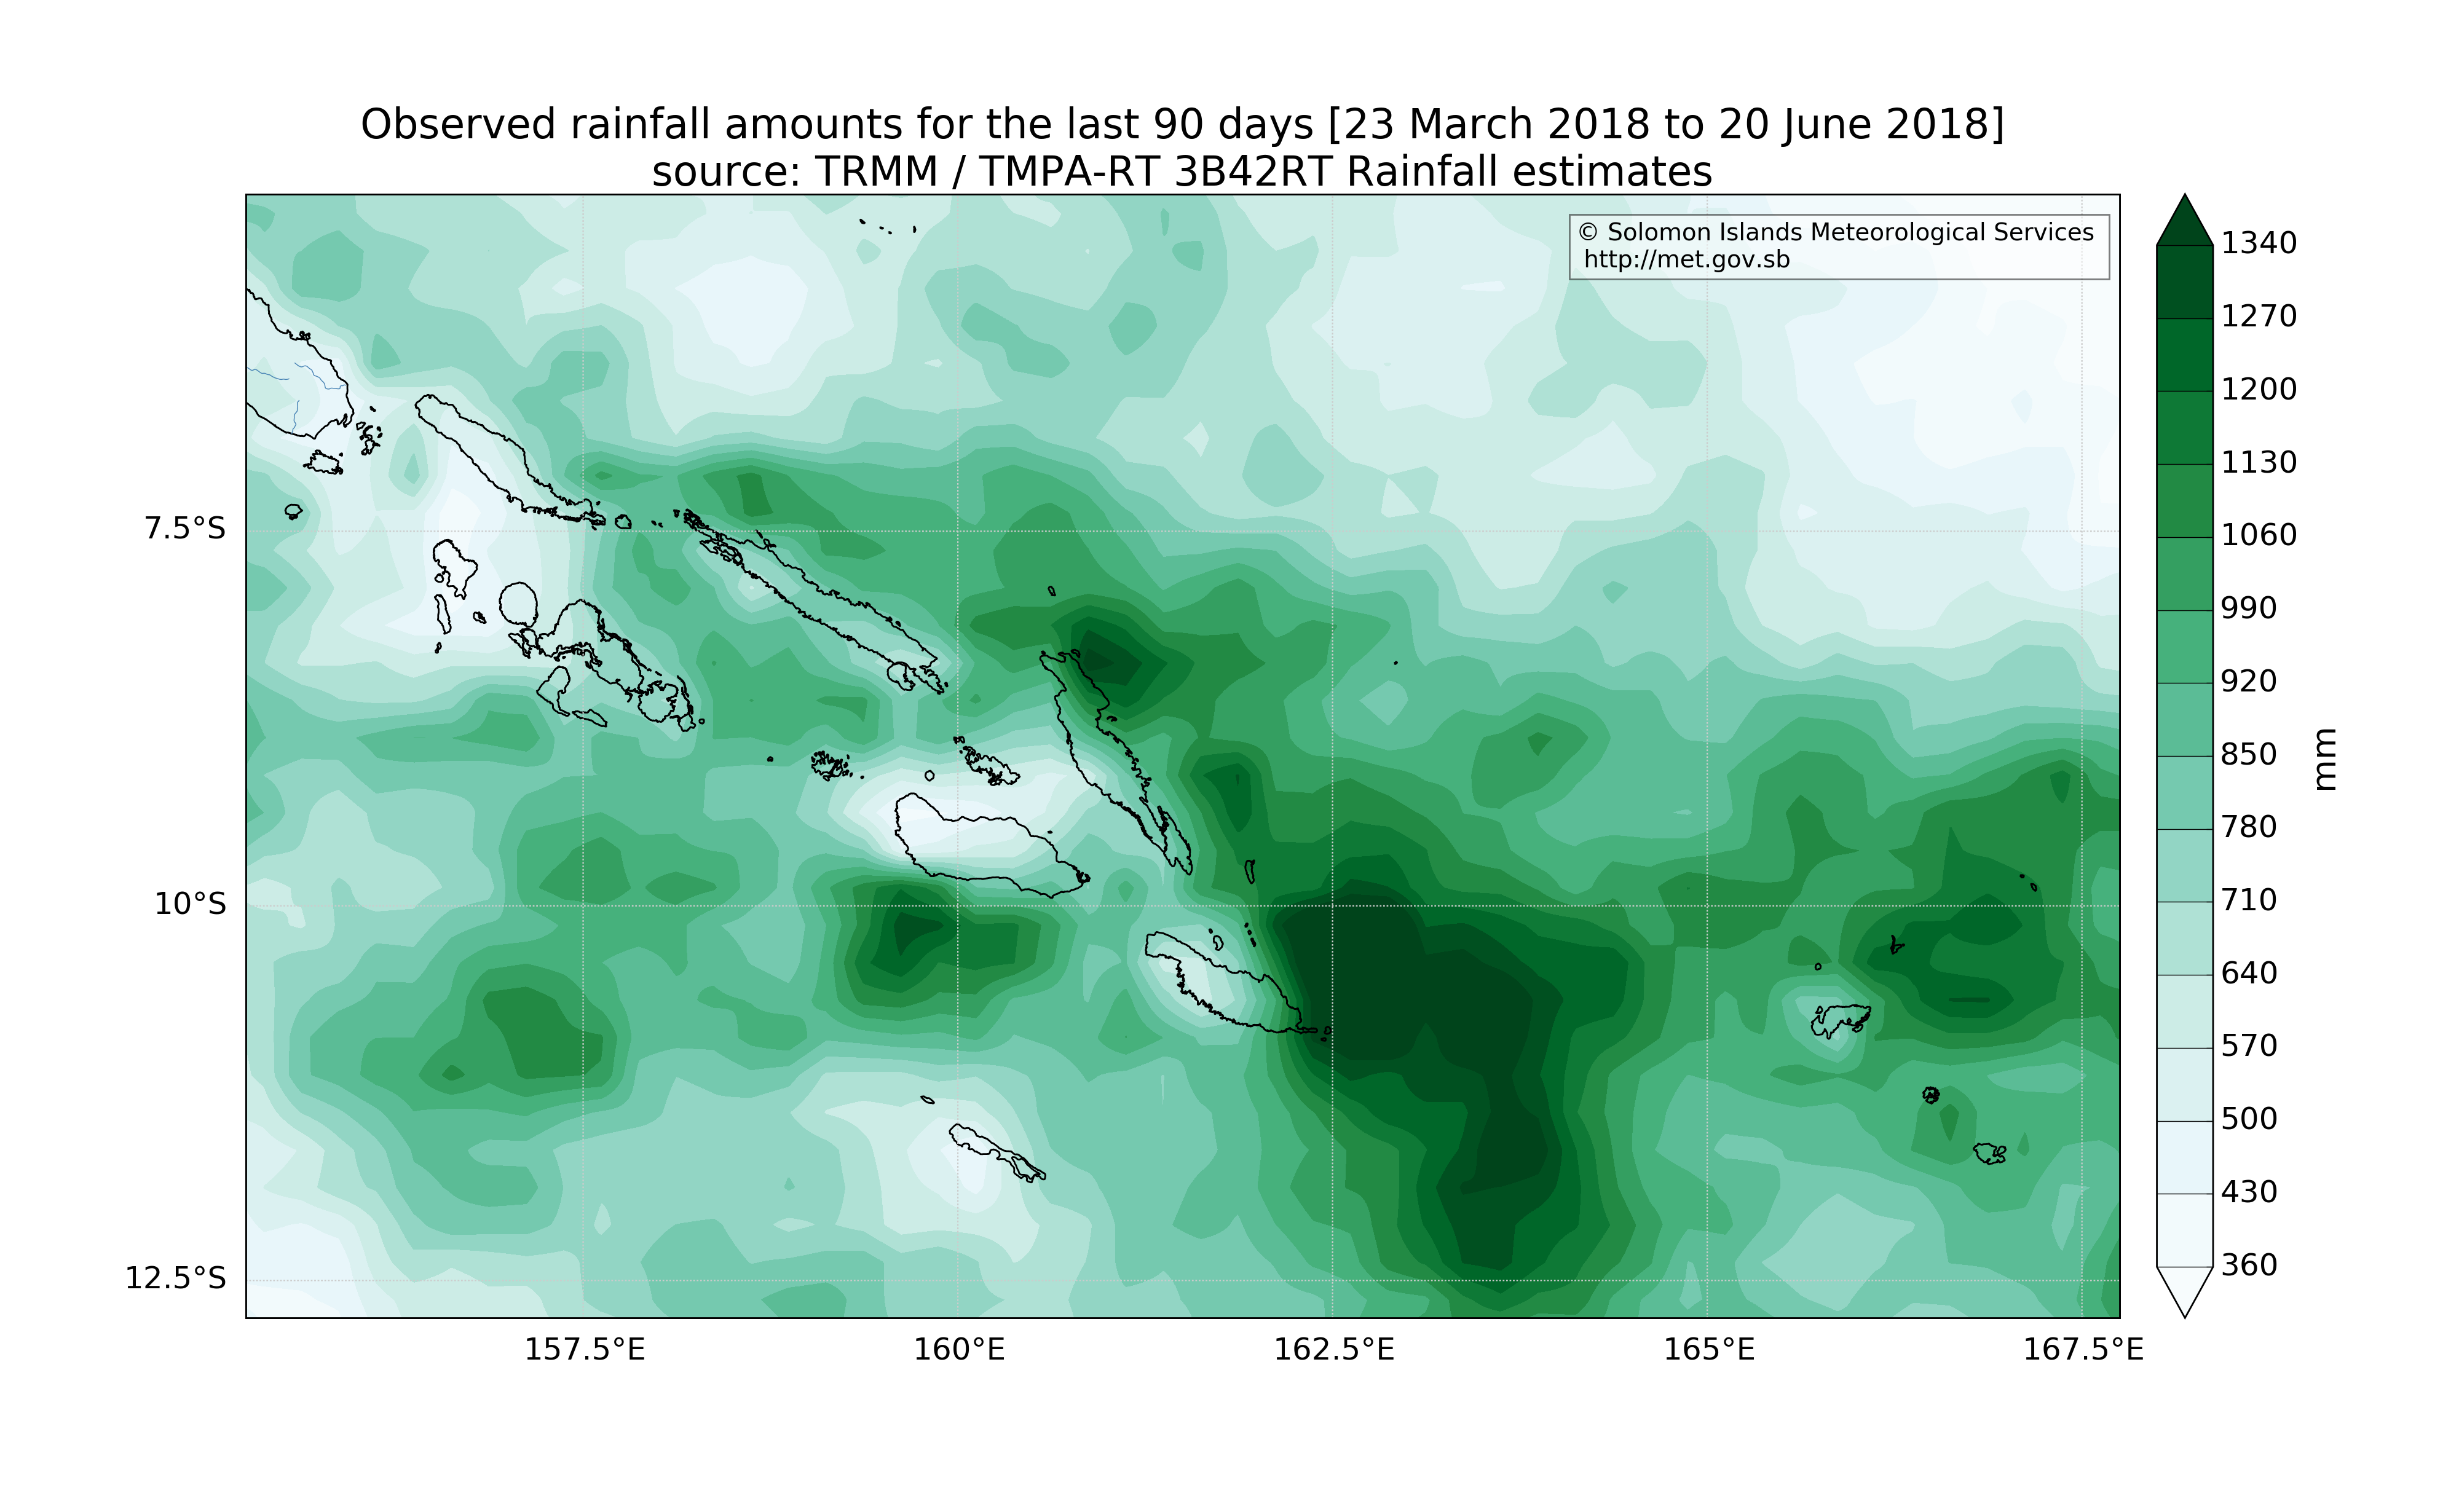 Observed rainfall amounts for the last 90 days [23 March 2018 to 20 June 2018]
source: TRMM / TMPA-RT 3B42RT Rainfall estimates
© Solomon Islands Meteorological Services
http://met.gov.sb
7.5°S
10°S
12.5°S
157.5°E
160°E
162.5°E
165°E
167.5°E
1340
1270
1200
1130
1060
990
920
850
780
710
640
570
500
430
360
mm